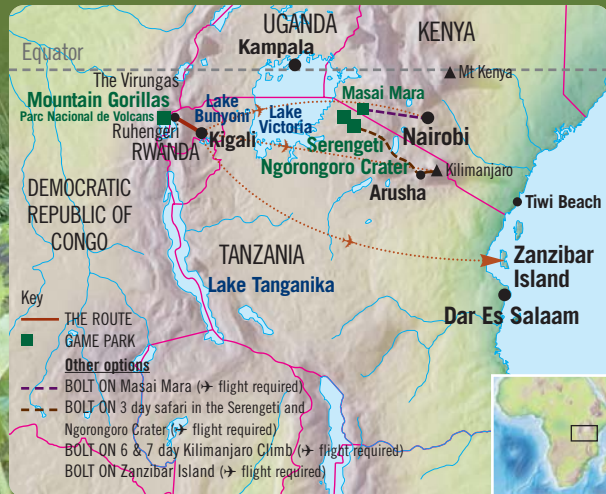 UGANDA
KENYA
Equator
Kampala
Mt Kenya
The Virungas
Mountain Gorillas
Parc Nacional de Volcans
Ruhengeri
Lake
Bunyoni
Lake
Victoria
Masai Mara
Nairobi
Kigali
RWANDA
Serengeti
Ngorongoro Crater
Kilimanjaro
Arusha
DEMOCRATIC
REPUBLIC OF
CONGO
Tiwi Beach
TANZANIA
Zanzibar
Island
Lake Tanganika
Dar Es Salaam
Key
THE ROUTE
GAME PARK
Other options
BOLT ON Masai Mara (✈ flight required)
BOLT ON 3 day safari in the Serengeti and
Ngorongoro Crater (✈ flight required)
BOLT ON 6 & 7 day Kilimanjaro Climb (✈ flight required)
BOLT ON Zanzibar Island (✈ flight required)